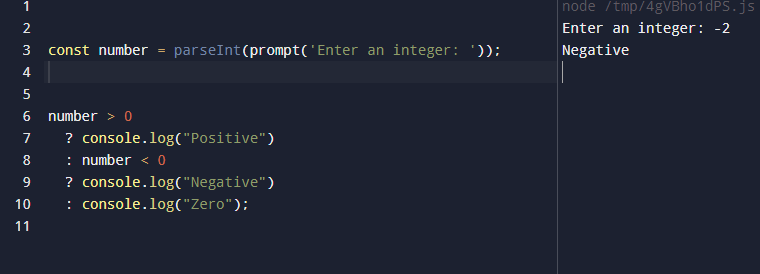 1
2
3 const number = parseInt(prompt('Enter an integer: '));
4
5
6 number > 0
7 ? console.log("Positive")
8 : number < 0
9 ? console.log("Negative")
10 : console.log("Zero");
11
node /tmp/4gVBho1dPS.js
Enter an integer: -2
Negative